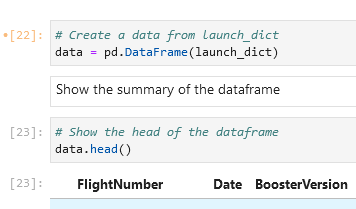 [22]: # Create a data from launch_dict
data = pd.DataFrame(launch_dict)
Show the summary of the dataframe
[23]: # Show the head of the dataframe
data.head()
[23]:
FlightNumber Date BoosterVersion